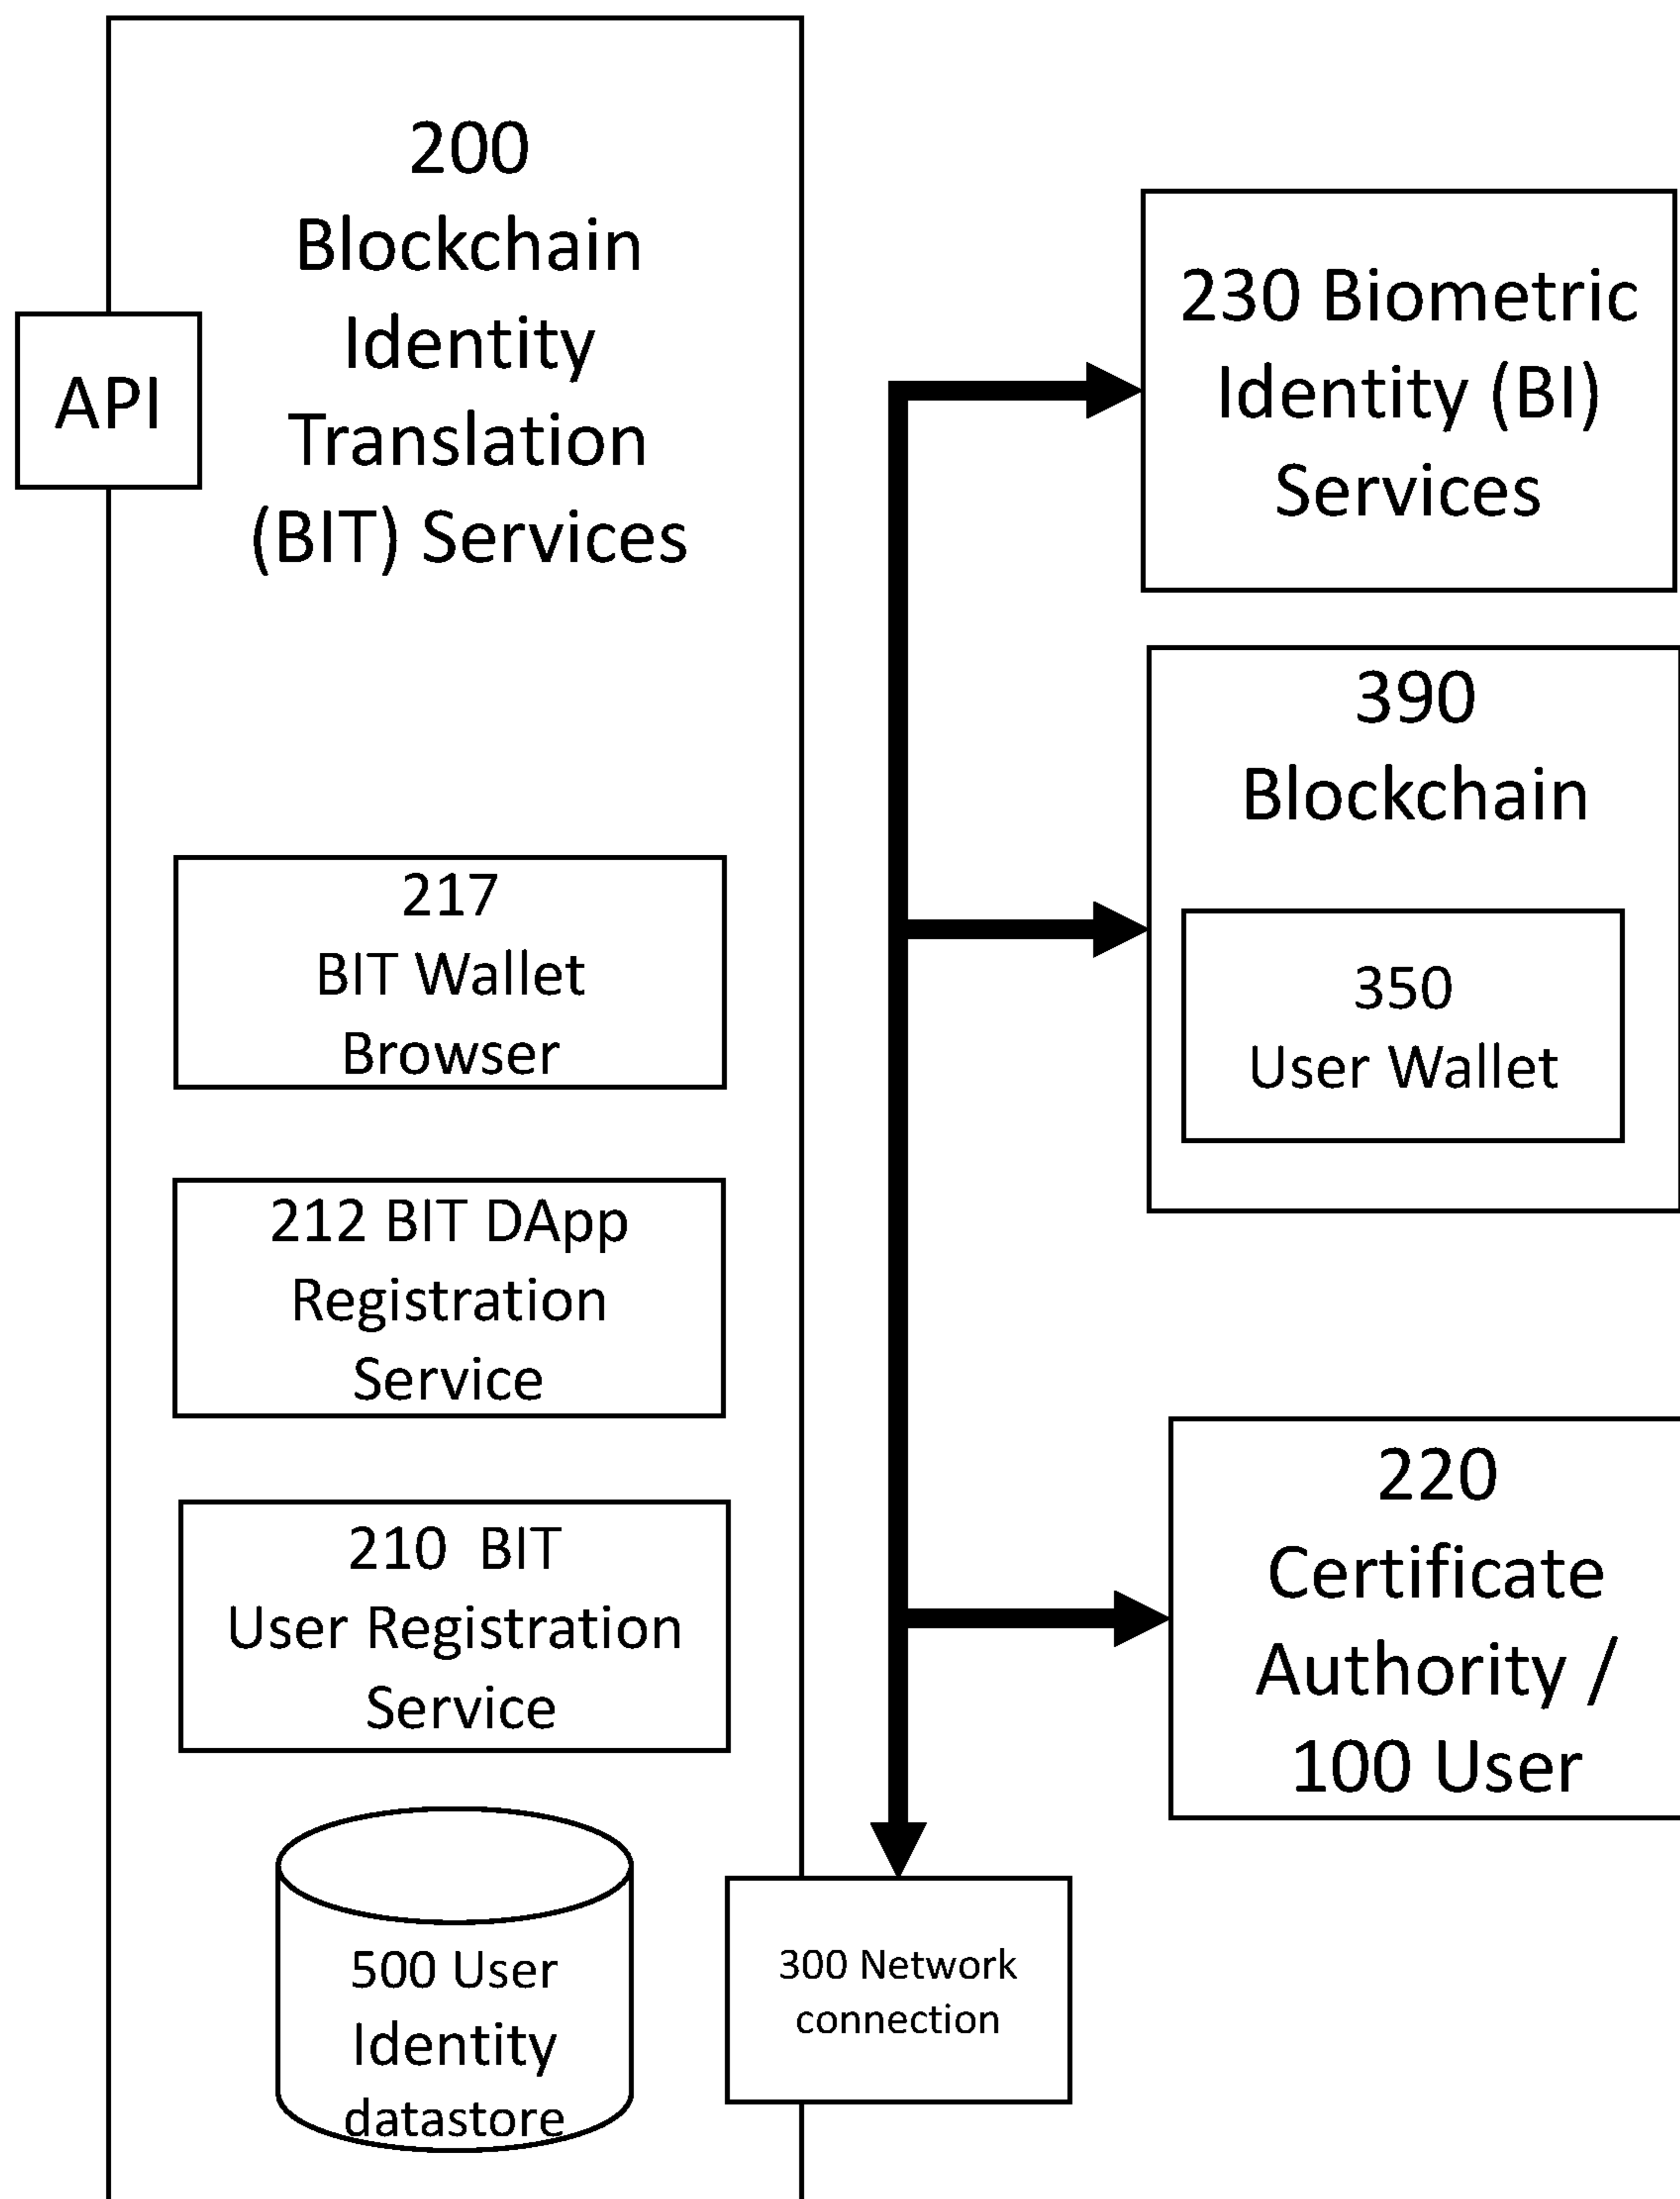 200
Blockchain
Identity
Translation
(BIT) Services
API
217
BIT Wallet
Browser
212 BIT DApp
Registration
Service
210 BIT
User Registration
Service
500 User
Identity
datastore
300 Network
connection
230 Biometric
Identity (BI)
Services
390
Blockchain
350
User Wallet
220
Certificate
Authority /
100 User